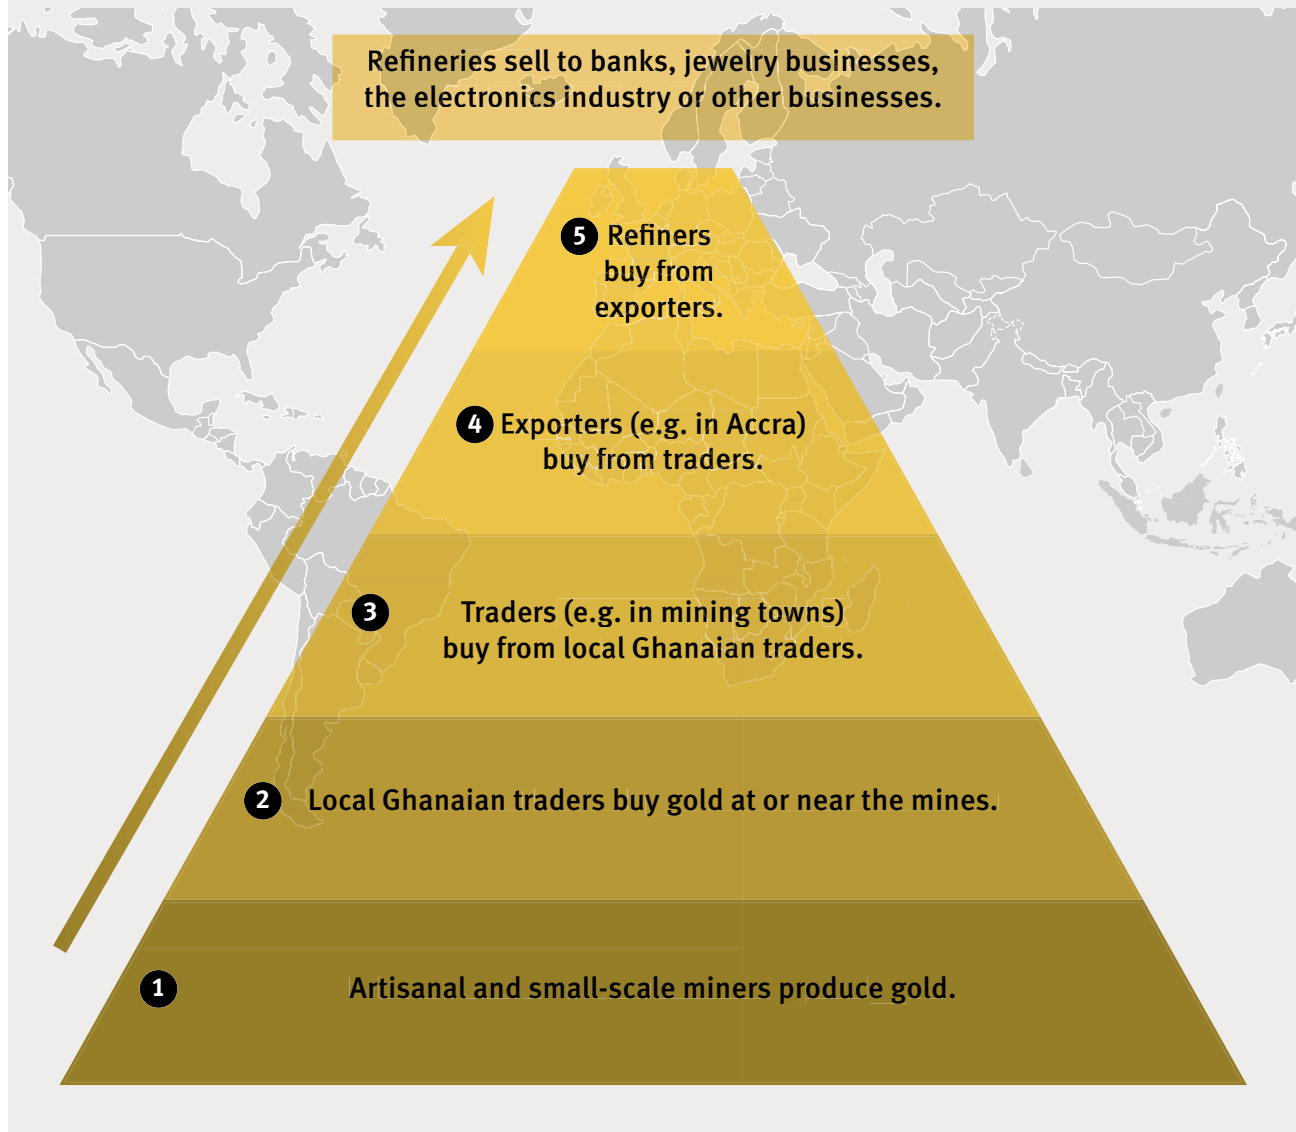 Refineries sell to banks, jewelry businesses,
the electronics industry or other businesses.
5 Refiners
buy from
exporters.
4 Exporters (e.g. in Accra)
buy from traders.
3 Traders (e.g. in mining towns)
buy from local Ghanaian traders.
2 Local Ghanaian traders buy gold at or near the mines.
1 Artisanal and small-scale miners produce gold.